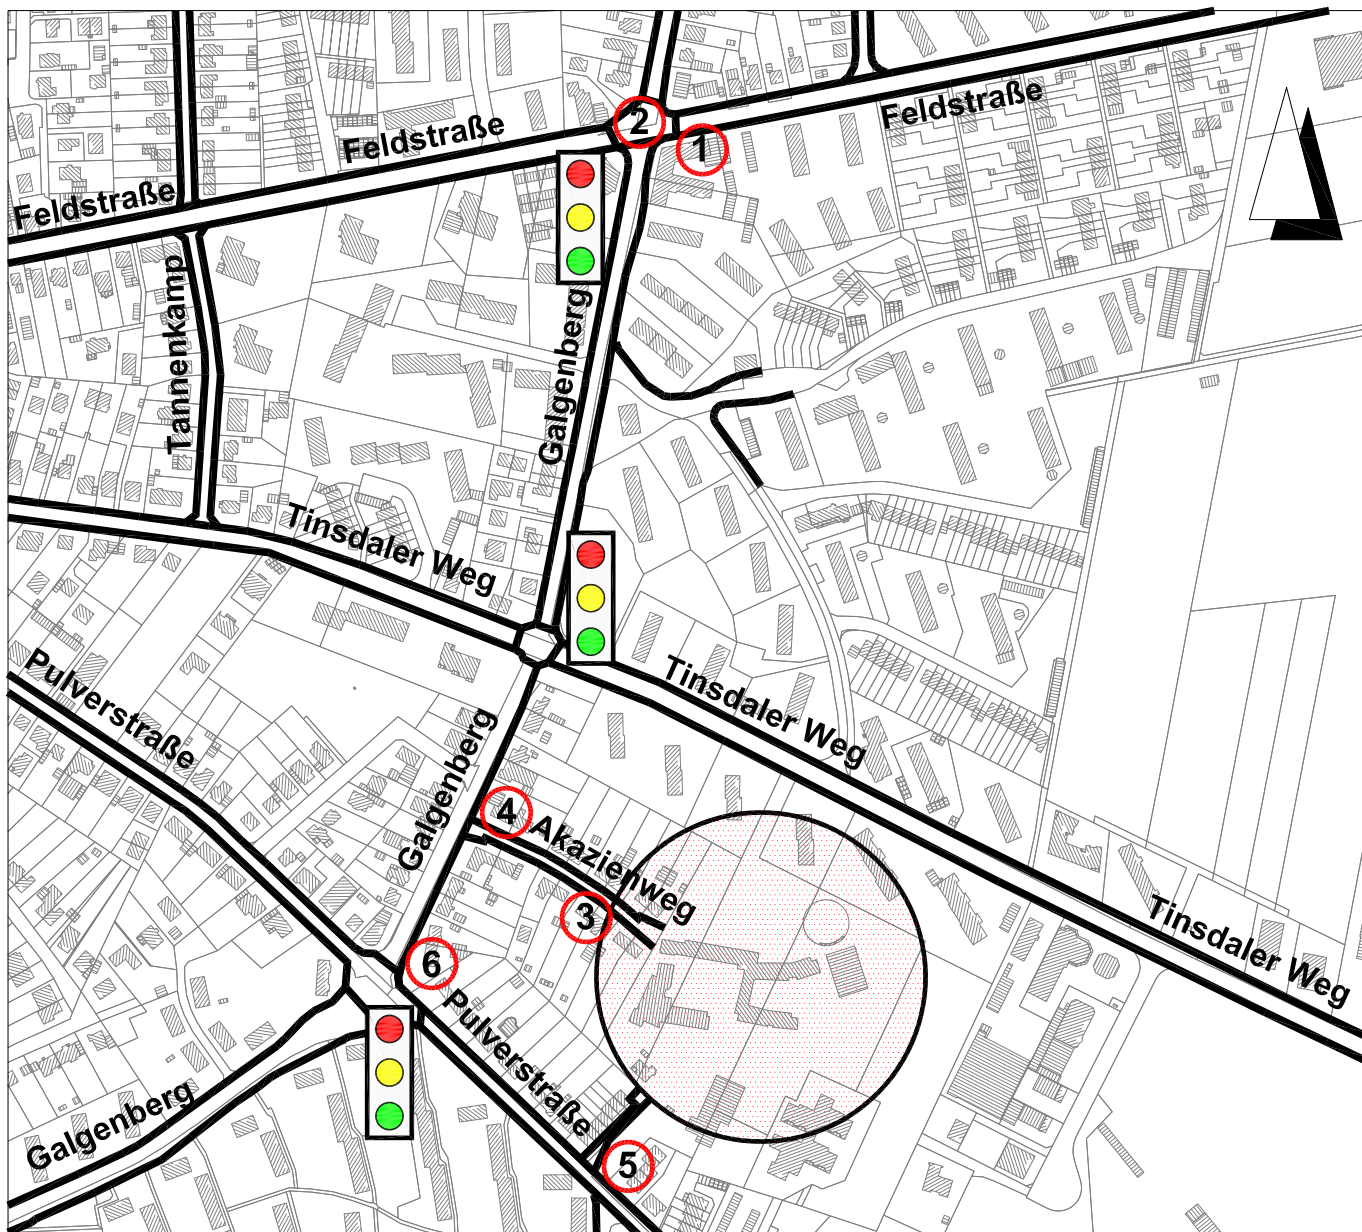 2
Feldstraße
1
Feldstraße
Feldstraße
Tannenkamp
Galgenberg
Tinsdaler Weg
Pulverstraße
Tinsdaler Weg
Galgenberg
4
Akazienweg
3
Tinsdaler Weg
6
Pulverstraße
Galgenberg
5